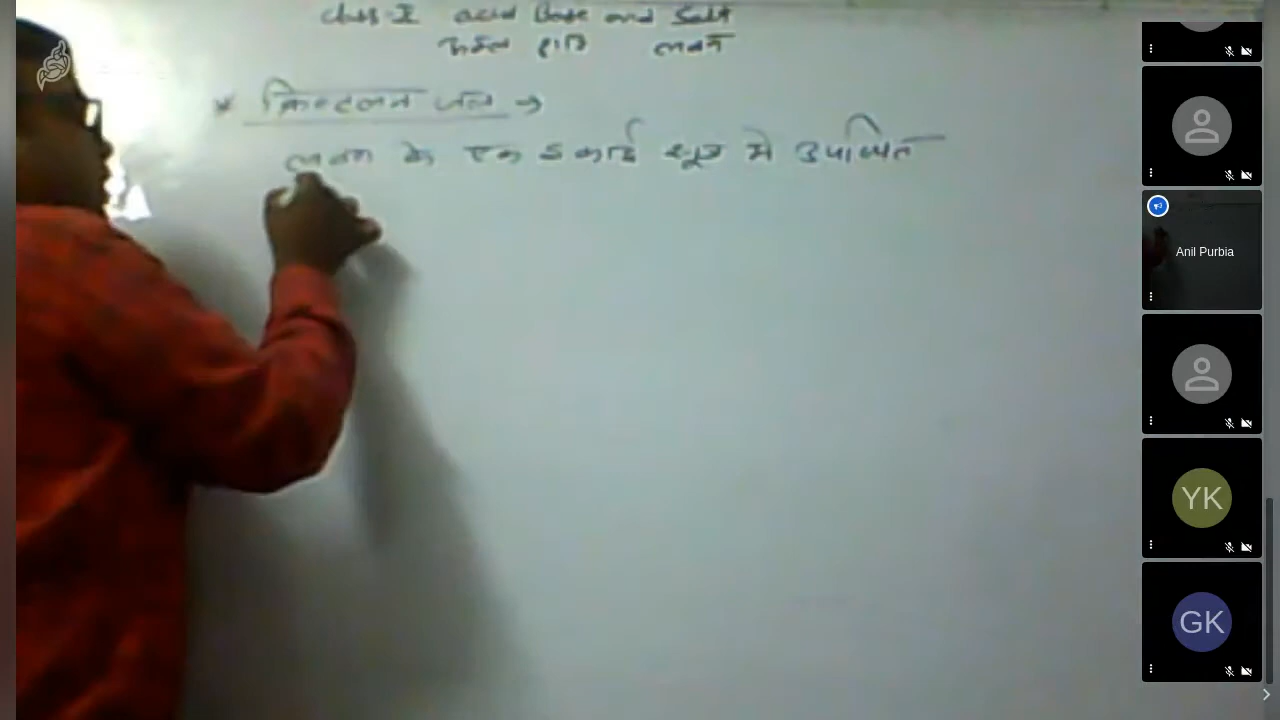 class-X acid Base and Salt
अम्ल क्षार लवण
* क्रिस्टलन जल →
लवण के एक इकाई सूत्र में उपस्थित
Anil Purbia
YK
GK